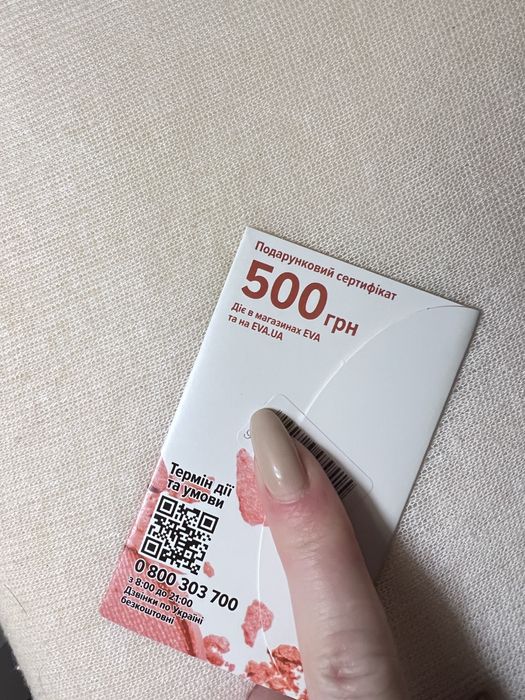 Подарунковий сертифікат
500 грн
Діє в магазинах EVA
та на EVA.UA
Термін дії
та умови
0 800 303 700
з 8:00 до 21:00
Дзвінки по Україні
безкоштовні